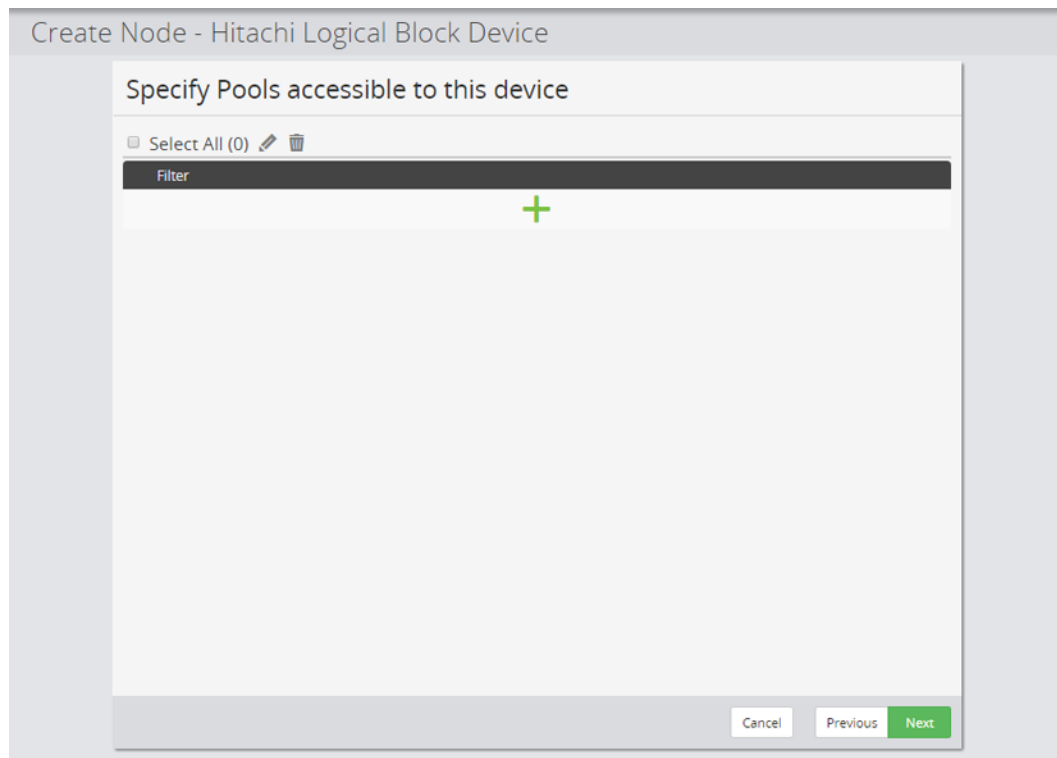 Create Node - Hitachi Logical Block Device
Specify Pools accessible to this device
Select All (0)
Filter
Cancel Previous Next